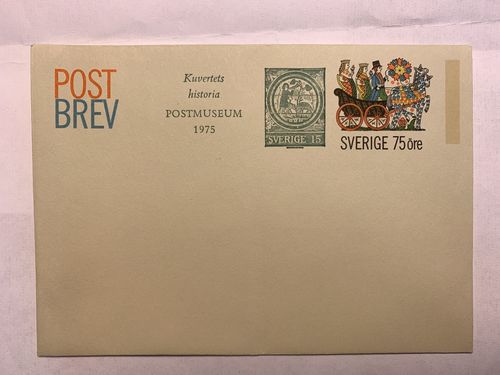 POST
BREV
Kuvertets
historia
POSTMUSEUM
1975
SVERIGE 15
SVERIGE 75öre